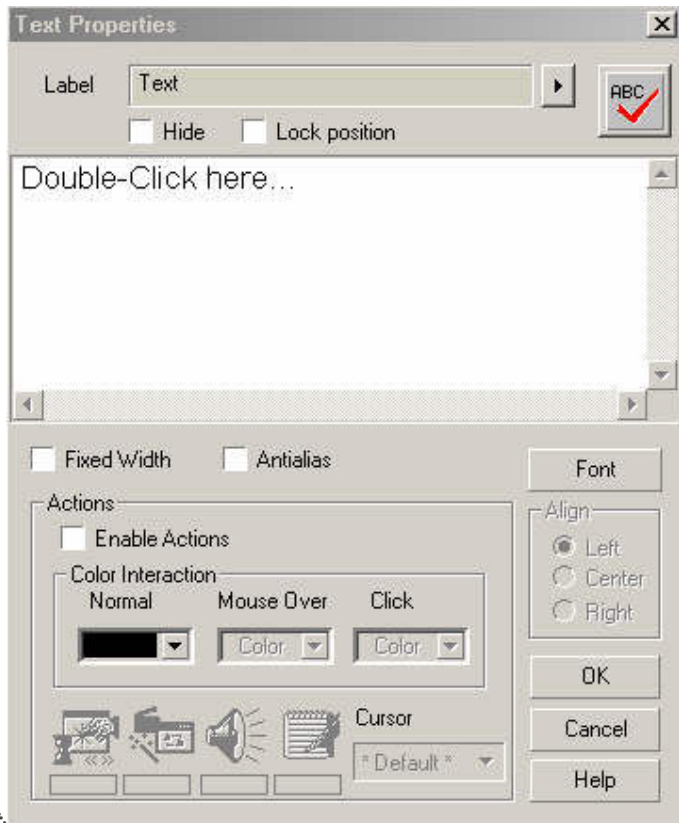 Text Properties
Label Text ABC
Hide Lock position
Double-Click here...
Fixed Width Antialias Font
Actions
Enable Actions
Align
Left
Center
Right
Color Interaction
Normal Mouse Over Click
Color Color
OK
Cursor
* Default *
Cancel
Help